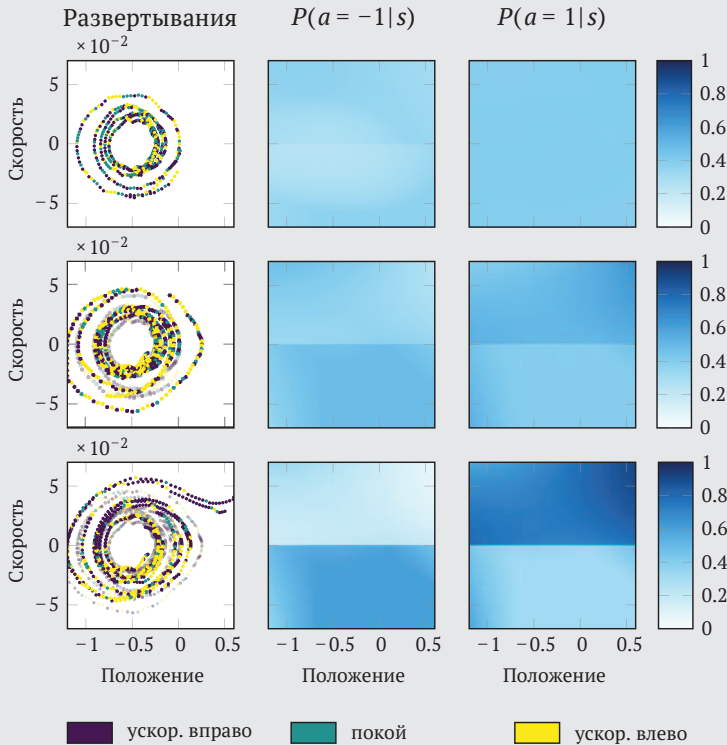 Развертывания P(a = −1|s) P(a = 1|s)
× 10⁻²
Скорость 5 0 −5 1 0.8 0.6 0.4 0.2 0
× 10⁻²
Скорость 5 0 −5 1 0.8 0.6 0.4 0.2 0
× 10⁻²
Скорость 5 0 −5 1 0.8 0.6 0.4 0.2 0
−1 −0.5 0 0.5 −1 −0.5 0 0.5 −1 −0.5 0 0.5
Положение Положение Положение
ускор. вправо покой ускор. влево